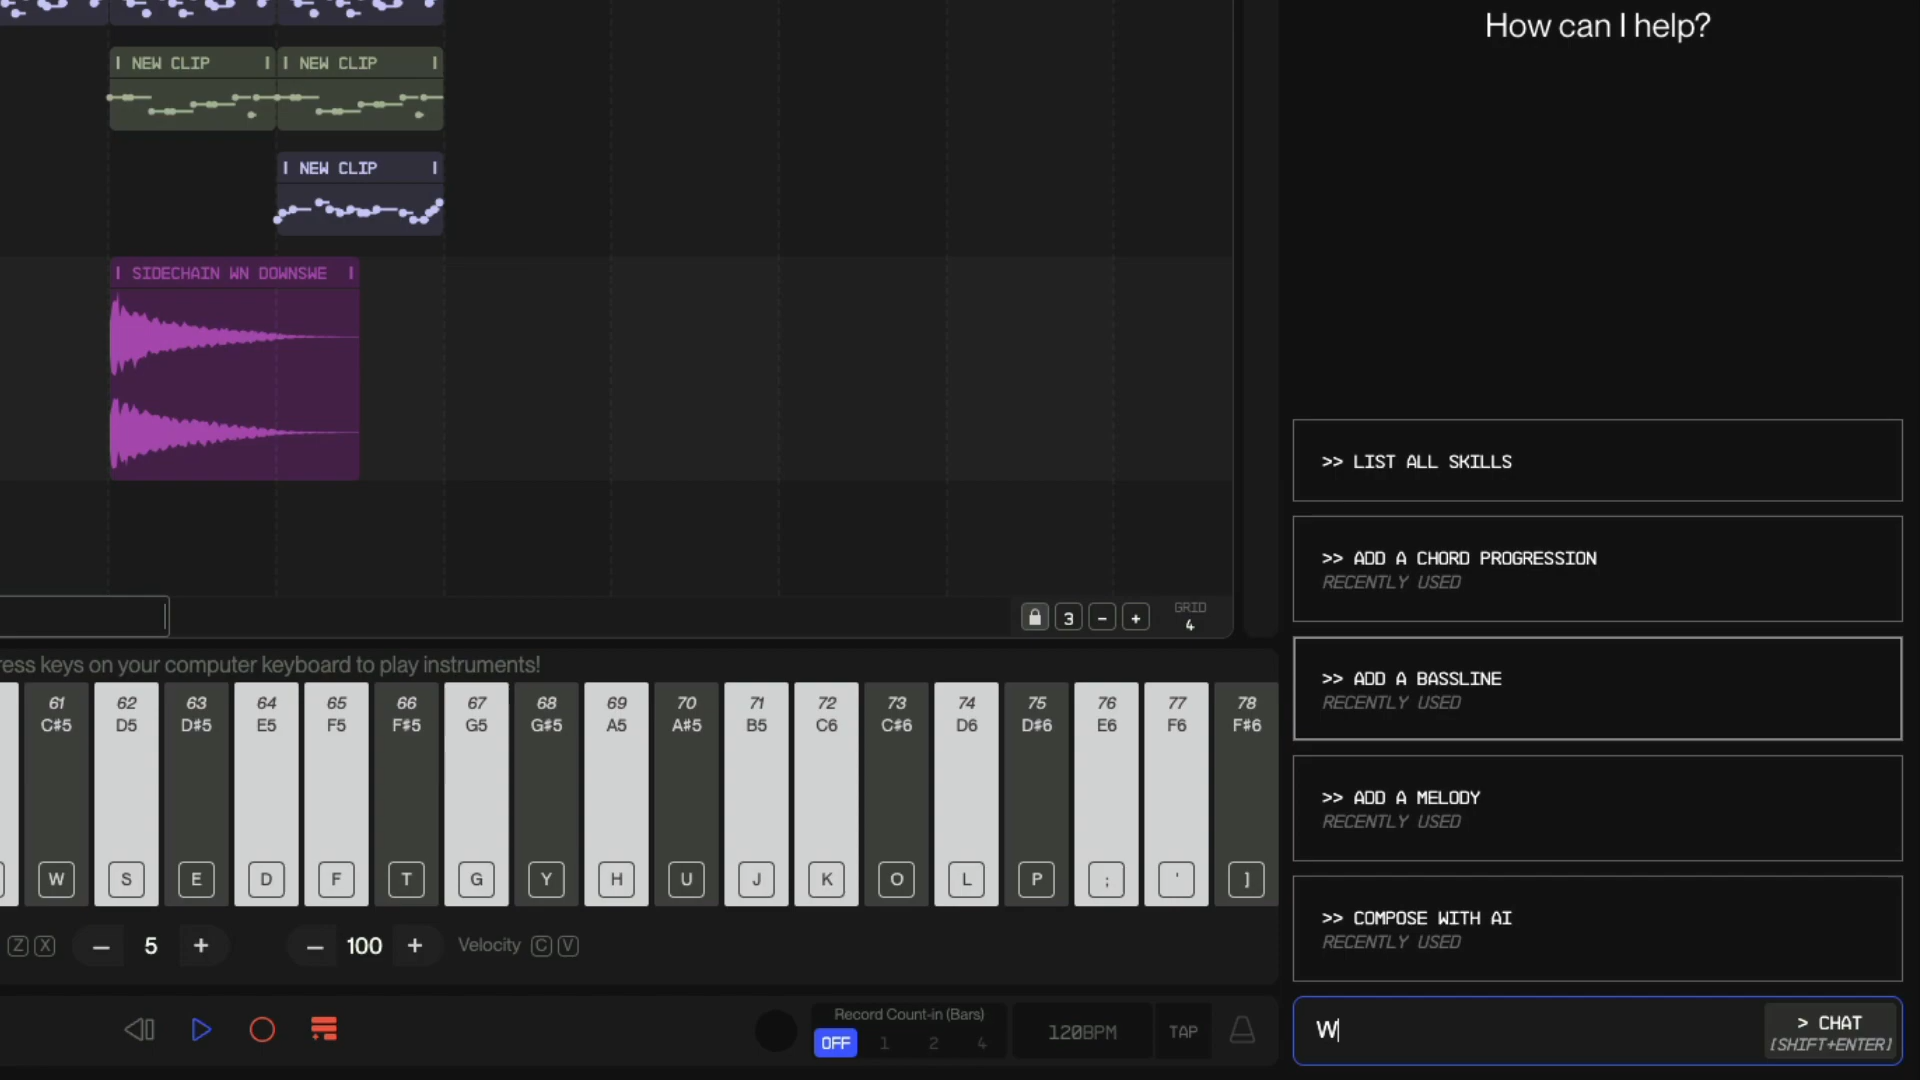 How can I help?
NEW CLIP
NEW CLIP
NEW CLIP
SIDECHAIN WN DOWNSWE
>> LIST ALL SKILLS
>> ADD A CHORD PROGRESSION
RECENTLY USED
>> ADD A BASSLINE
RECENTLY USED
>> ADD A MELODY
RECENTLY USED
>> COMPOSE WITH AI
RECENTLY USED
3 - +
GRID
4
ress keys on your computer keyboard to play instruments!
61 62 63 64 65 66 67 68 69 70 71 72 73 74 75 76 77 78
C#5 D5 D#5 E5 F5 F#5 G5 G#5 A5 A#5 B5 C6 C#6 D6 D#6 E6 F6 F#6
W S E D F T G Y H U J K O L P ; ' ]
Z X - 5 + - 100 + Velocity C V
Record Count-in (Bars)
OFF 1 2 4
120BPM
TAP
W
> CHAT
[SHIFT+ENTER]